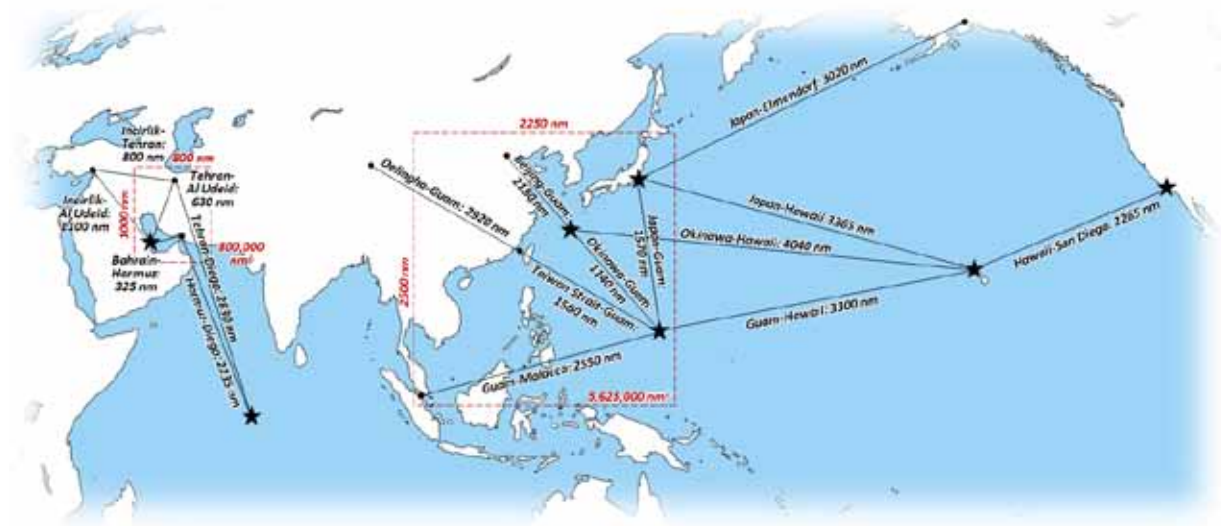 Incirlik-
Tehran:
800 nm
800 nm
Tehran-
Al Udeid:
630 nm
Incirlik-
Al Udeid:
1100 nm
1000 nm
800,000
nm²
Bahrain-
Hormuz:
325 nm
Tehran-Diego: 2830 nm
Hormuz-Diego: 2135 nm
2250 nm
2500 nm
5,625,000 nm²
Delingha-Guam: 2920 nm
Beijing-Guam:
2180 nm
Okinawa-Guam:
Taiwan Strait-Guam:
1560 nm
Japan-Guam:
1570 nm
Guam-Malacca: 2550 nm
Japan-Elmendorf: 3020 nm
Japan-Hawaii 3365 nm
Okinawa-Hawaii: 4040 nm
Guam-Hawaii: 3300 nm
Hawaii-San Diego: 2265 nm